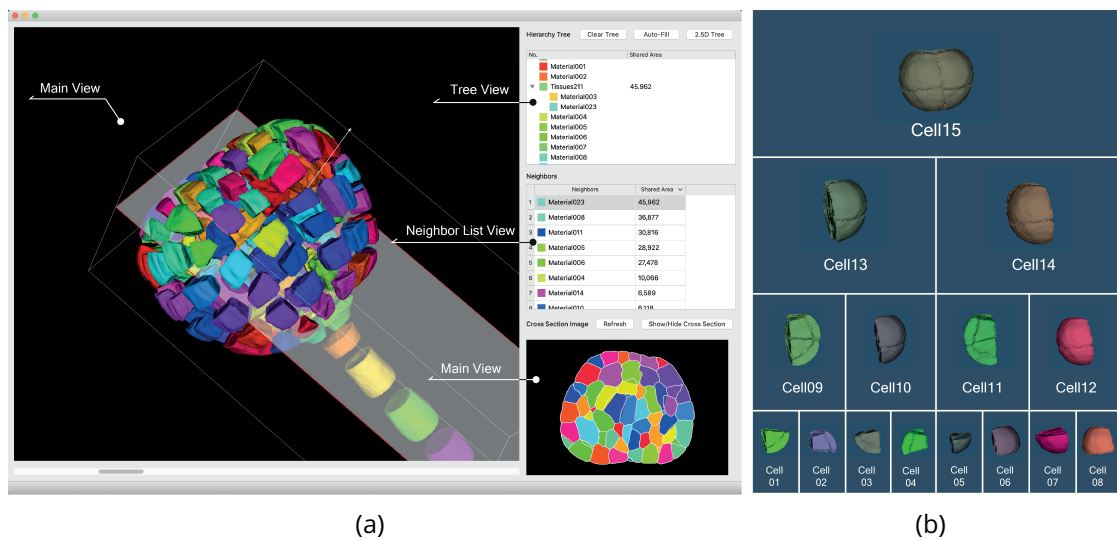 Hierarchy Tree Clear Tree Auto-Fill 2.5D Tree
No. Shared Area
Material001
Material002
Tissues211 45.962
Material003
Material023
Material004
Material005
Material006
Material007
Material008
Main View
Tree View
Neighbors
Neighbors Shared Area
1 Material023 45,962
2 Material008 36,877
3 Material011 30,816
4 Material005 28,922
5 Material006 27,478
6 Material004 10,066
7 Material014 6,589
8 Material010 6,118
Neighbor List View
Cross Section Image Refresh Show/Hide Cross Section
Main View
(a)
Cell15
Cell13 Cell14
Cell09 Cell10 Cell11 Cell12
Cell Cell Cell Cell Cell Cell Cell Cell
01 02 03 04 05 06 07 08
(b)